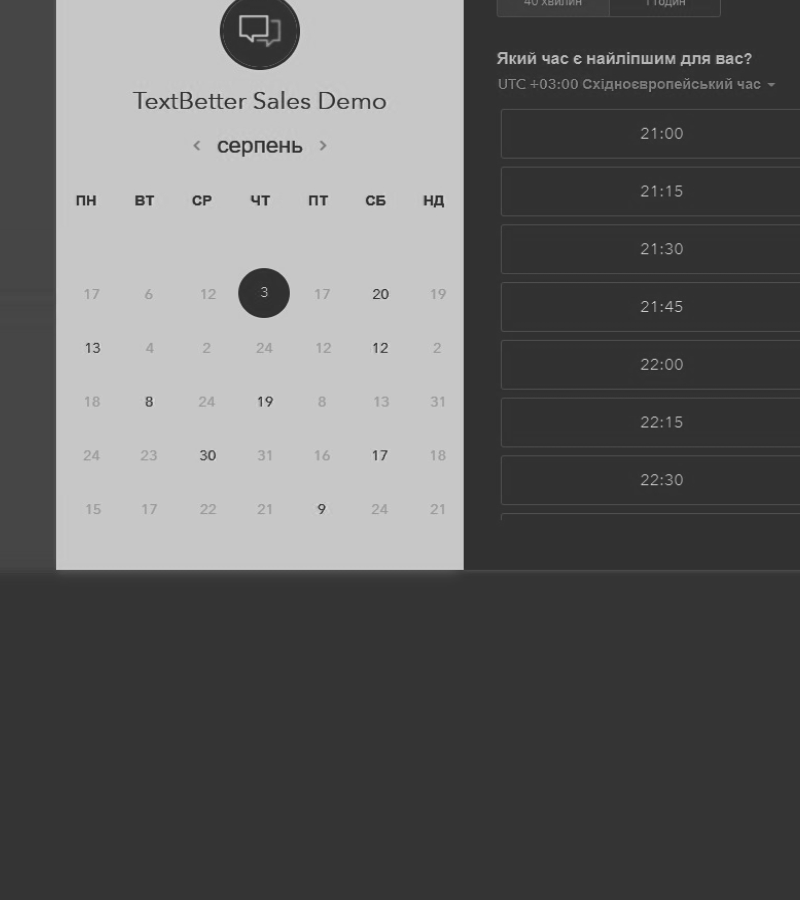 TextBetter Sales Demo
серпень
ПН ВТ СР ЧТ ПТ СБ НД
17 6 12 3 17 20 19
13 4 2 24 12 12 2
18 8 24 19 8 13 31
24 23 30 31 16 17 18
15 17 22 21 9 24 21
40 хвилин 1 годин
Який час є найліпшим для вас?
UTC +03:00 Східноєвропейський час
21:00
21:15
21:30
21:45
22:00
22:15
22:30